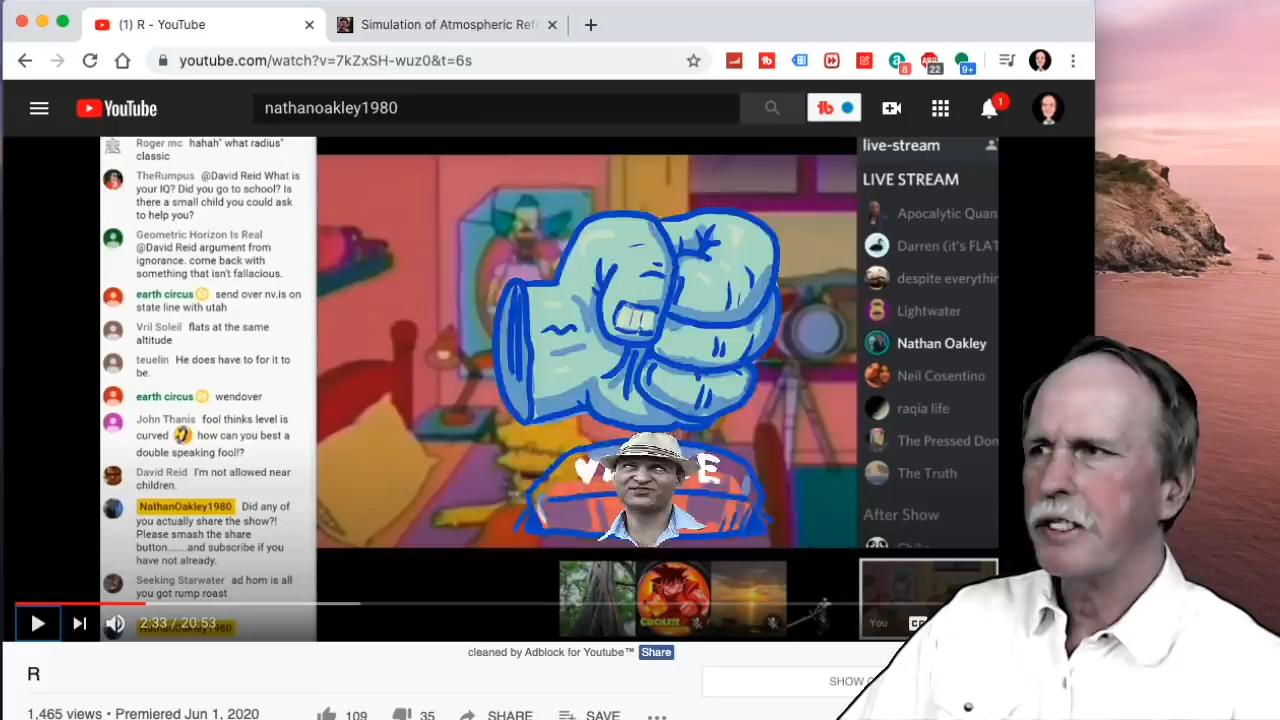 (1) R - YouTube
Simulation of Atmospheric Ref
youtube.com/watch?v=7kZxSH-wuz0&t=6s
8
22
9+
YouTube
nathanoakley1980
tb
1
Roger mc hahah" what radius"
classic
TheRumpus @David Reid What is
your IQ? Did you go to school? Is
there a small child you could ask
to help you?
Geometric Horizon Is Real
@David Reid argument from
ignorance. come back with
something that isn't fallacious.
earth circus send over nv.is on
state line with utah
Vril Soleil flats at the same
altitude
teuelin He does have to for it to
be.
earth circus wendover
John Thanis fool thinks level is
curved 🤣 how can you best a
double speaking fool!?
David Reid I'm not allowed near
children.
NathanOakley1980 Did any of
you actually share the show?!
Please smash the share
button.......and subscribe if you
have not already.
Seeking Starwater ad hom is all
you got rump roast
NathanOakley1980
live-stream
LIVE STREAM
Apocalytic Quan
Darren (it's FLAT
despite everythin
Lightwater
Nathan Oakley
Neil Cosentino
raqia life
The Pressed Don
The Truth
After Show
You
2:33 / 20:53
cleaned by Adblock for Youtube™ Share
R
SHOW
1,465 views • Premiered Jun 1, 2020
109
35
SHARE
SAVE